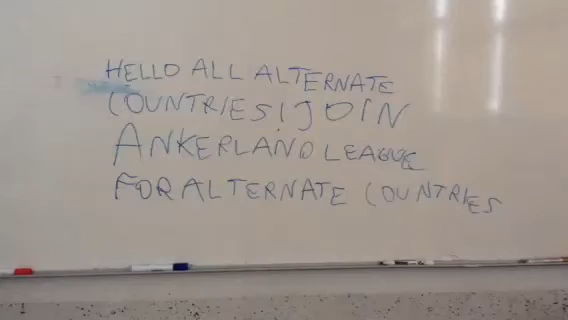 HELLO ALL ALTERNATE
COUNTRIES! JOIN
ANKERLAND LEAGUE
FOR ALTERNATE COUNTRIES